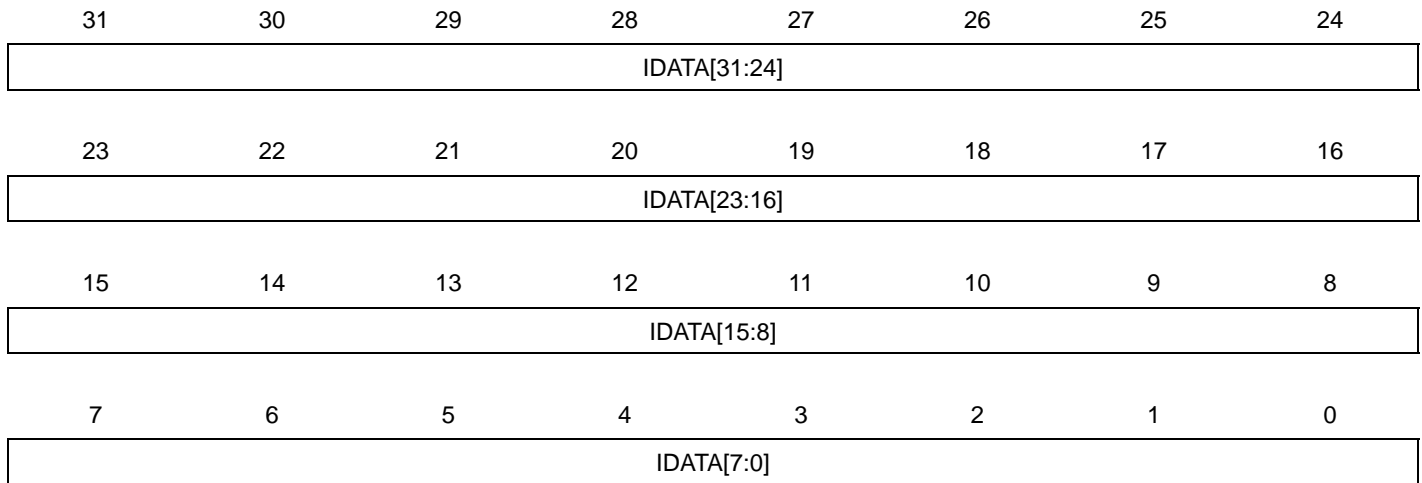 31 30 29 28 27 26 25 24
IDATA[31:24]
23 22 21 20 19 18 17 16
IDATA[23:16]
15 14 13 12 11 10 9 8
IDATA[15:8]
7 6 5 4 3 2 1 0
IDATA[7:0]